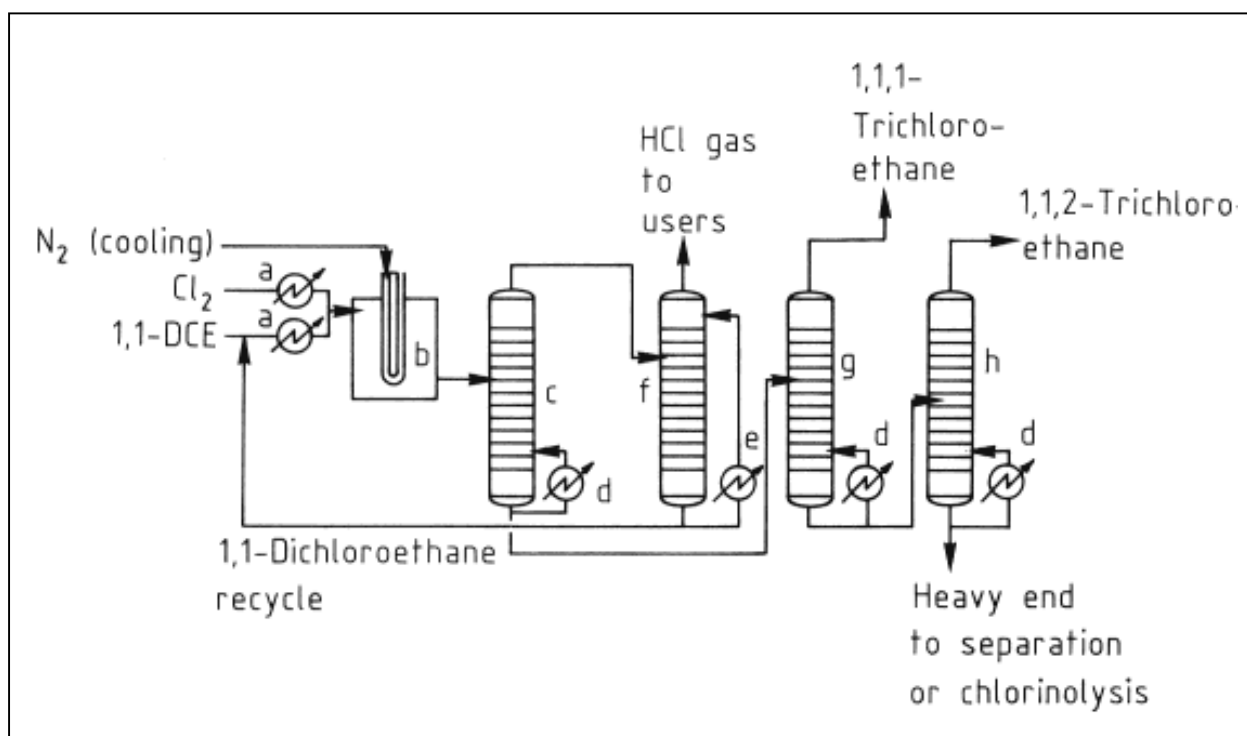 1,1,1-
Trichloro-
ethane
HCl gas
to
users
1,1,2-Trichloro-
ethane
N₂ (cooling)
a
Cl₂
a
1,1-DCE
b
c
f
g
h
e
d
d
d
1,1-Dichloroethane
recycle
Heavy end
to separation
or chlorinolysis